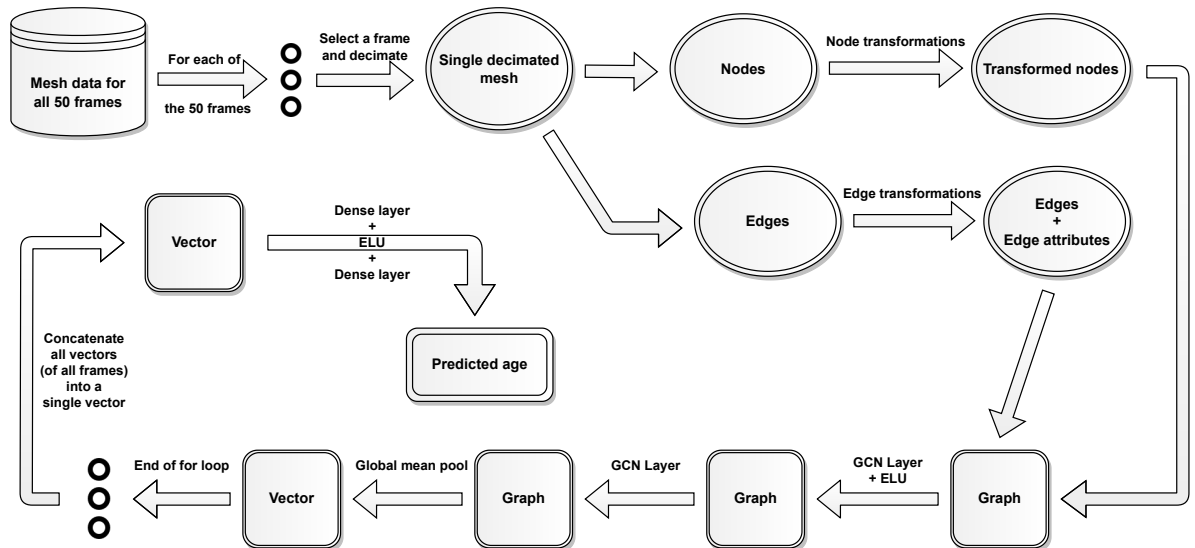 Mesh data for
all 50 frames
For each of
the 50 frames
Select a frame
and decimate
Single decimated
mesh
Nodes
Node transformations
Transformed nodes
Edges
Edge transformations
Edges
+
Edge attributes
Graph
GCN Layer
+ ELU
Graph
GCN Layer
Graph
Global mean pool
Vector
End of for loop
Concatenate
all vectors
(of all frames)
into a
single vector
Vector
Dense layer
+
ELU
+
Dense layer
Predicted age